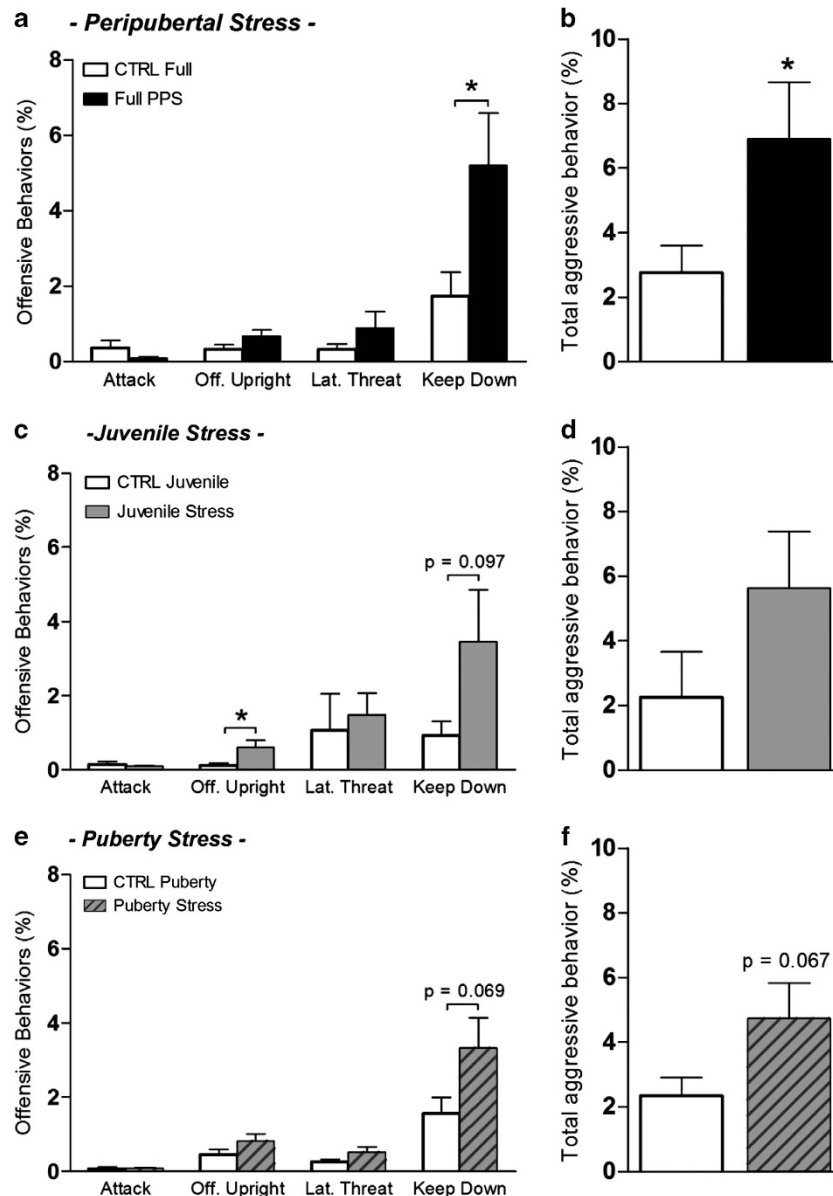 a - Peripubertal Stress -
Offensive Behaviors (%)
8
6
4
2
0
CTRL Full
Full PPS
*
Attack Off. Upright Lat. Threat Keep Down
b
Total aggressive behavior (%)
10
8
6
4
2
0
*
c -Juvenile Stress -
Offensive Behaviors (%)
8
6
4
2
0
CTRL Juvenile
Juvenile Stress
*
p = 0.097
Attack Off. Upright Lat. Threat Keep Down
d
Total aggressive behavior (%)
10
8
6
4
2
0
e - Puberty Stress -
Offensive Behaviors (%)
8
6
4
2
0
CTRL Puberty
Puberty Stress
p = 0.069
Attack Off. Upright Lat. Threat Keep Down
f
Total aggressive behavior (%)
10
8
6
4
2
0
p = 0.067